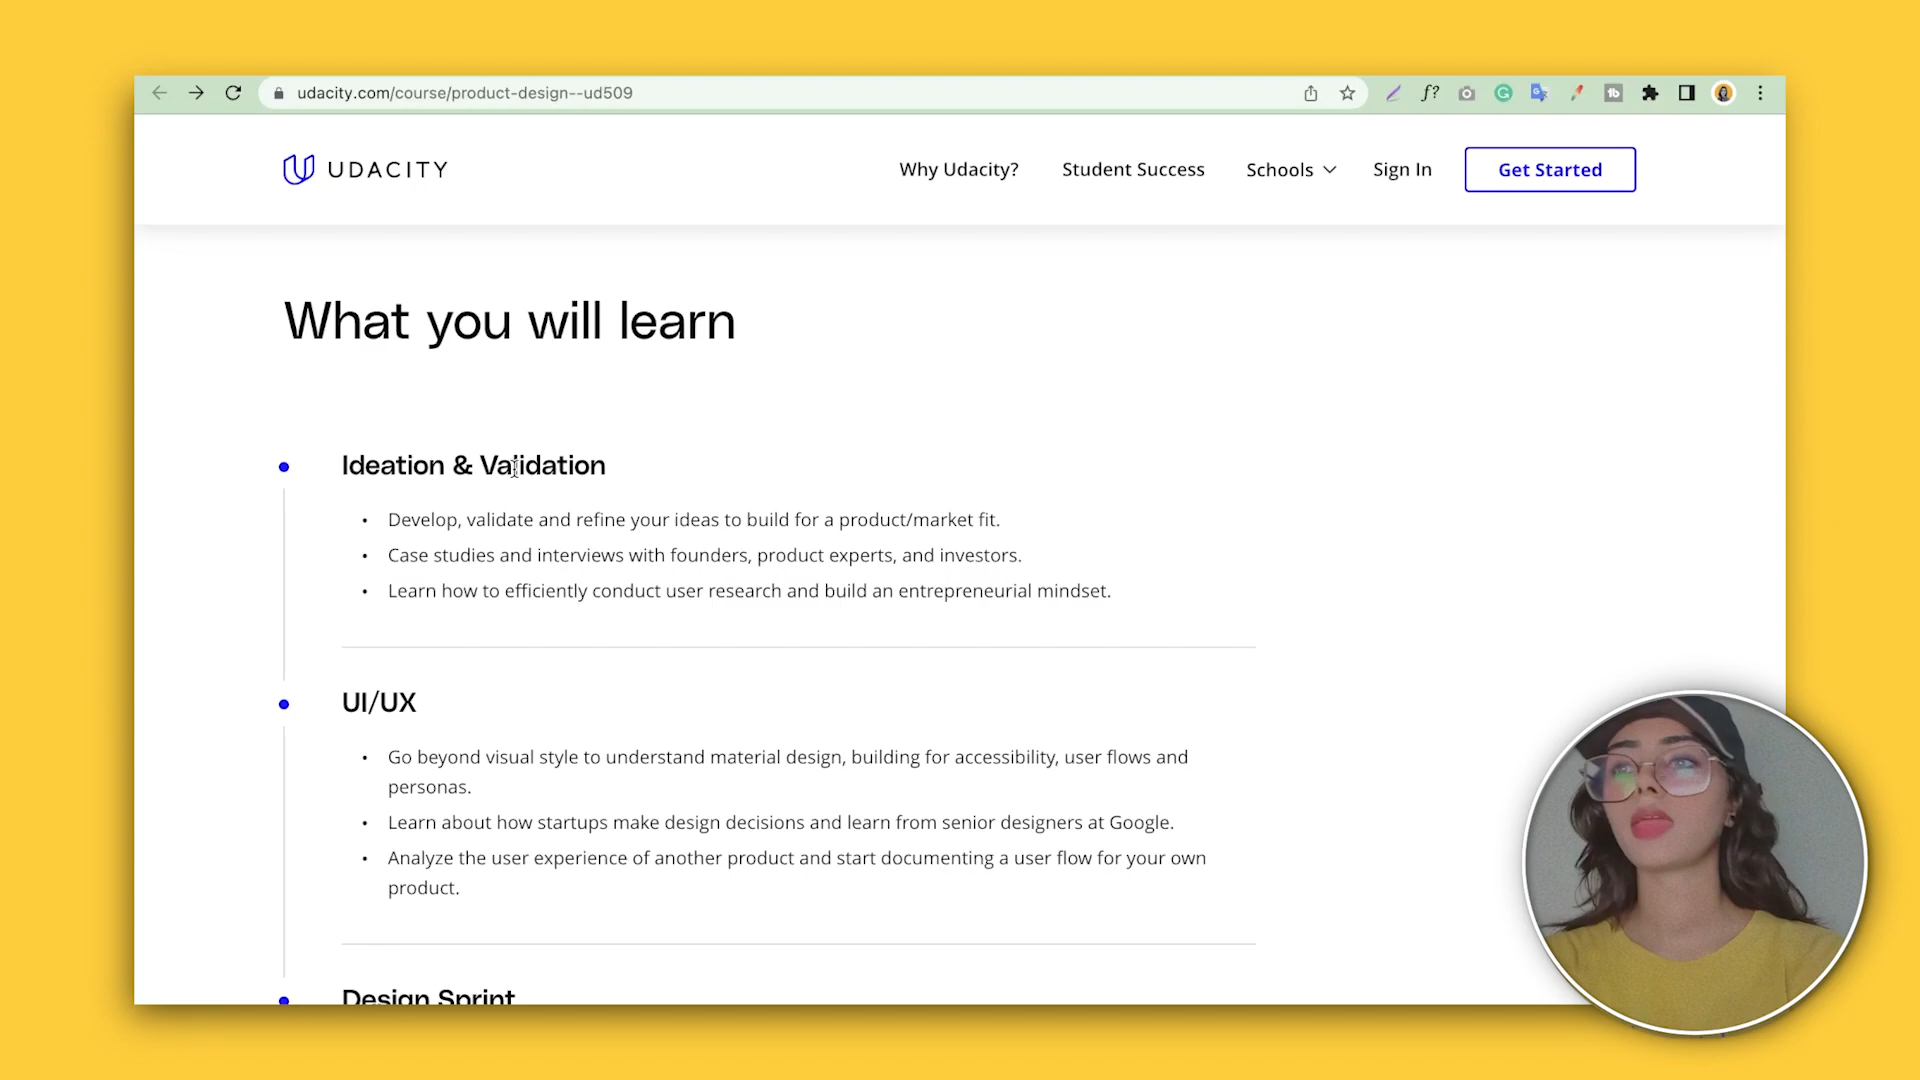 udacity.com/course/product-design--ud509
f?
UDACITY
Why Udacity?
Student Success
Schools
Sign In
Get Started
What you will learn
Ideation & Validation
• Develop, validate and refine your ideas to build for a product/market fit.
• Case studies and interviews with founders, product experts, and investors.
• Learn how to efficiently conduct user research and build an entrepreneurial mindset.
UI/UX
• Go beyond visual style to understand material design, building for accessibility, user flows and
personas.
• Learn about how startups make design decisions and learn from senior designers at Google.
• Analyze the user experience of another product and start documenting a user flow for your own
product.
Design Sprint